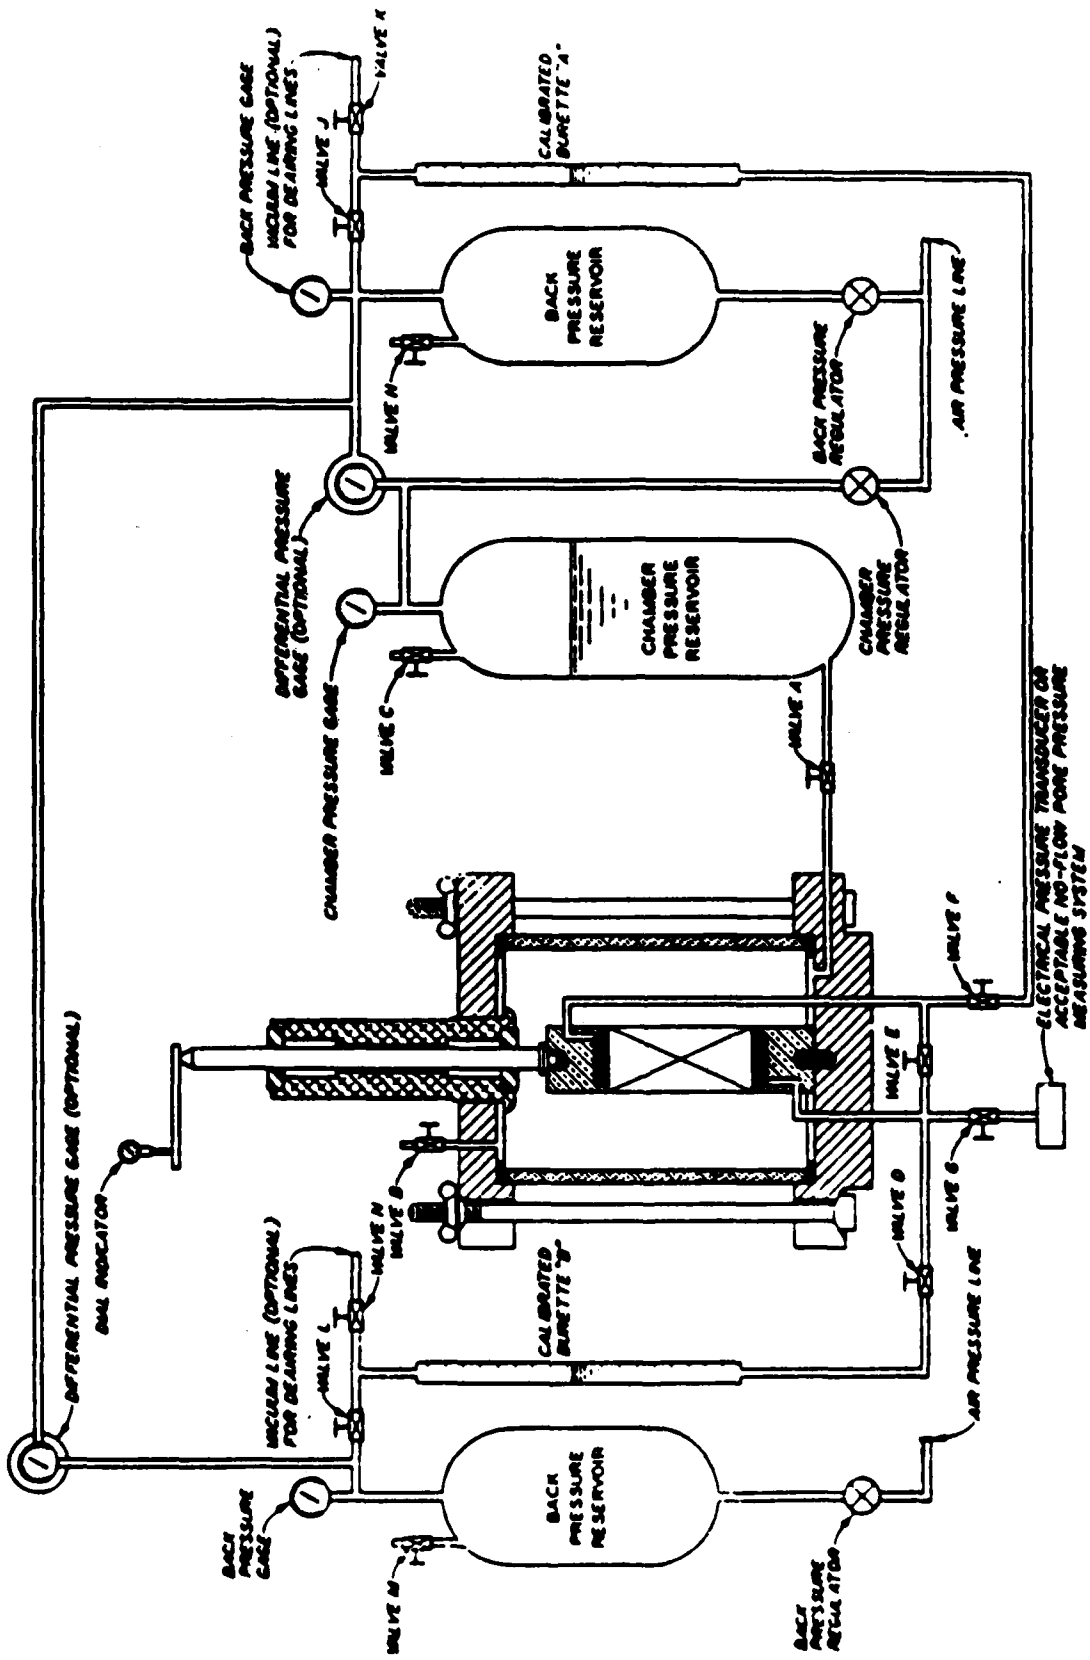 DIFFERENTIAL PRESSURE GAGE (OPTIONAL)
DIAL INDICATOR
VACUUM LINE (OPTIONAL)
FOR DEAIRING LINES
VALVE L
BACK
PRESSURE
GAGE
VALVE N
VALVE B
VALVE M
BACK
PRESSURE
RESERVOIR
CALIBRATED
BURETTE "B"
BACK
PRESSURE
REGULATOR
AIR PRESSURE LINE
VALVE D
VALVE G
VALVE E
VALVE F
ELECTRICAL PRESSURE TRANSDUCER OR
ACCEPTABLE NO-FLOW PORE PRESSURE
MEASURING SYSTEM
CHAMBER PRESSURE GAGE
DIFFERENTIAL PRESSURE
GAGE (OPTIONAL)
VALVE C
VALVE A
CHAMBER
PRESSURE
RESERVOIR
CHAMBER
PRESSURE
REGULATOR
BACK PRESSURE GAGE
VACUUM LINE (OPTIONAL)
FOR DEAIRING LINES
VALVE J
VALVE K
VALVE H
BACK
PRESSURE
RESERVOIR
CALIBRATED
BURETTE "A"
BACK PRESSURE
REGULATOR
AIR PRESSURE LINE